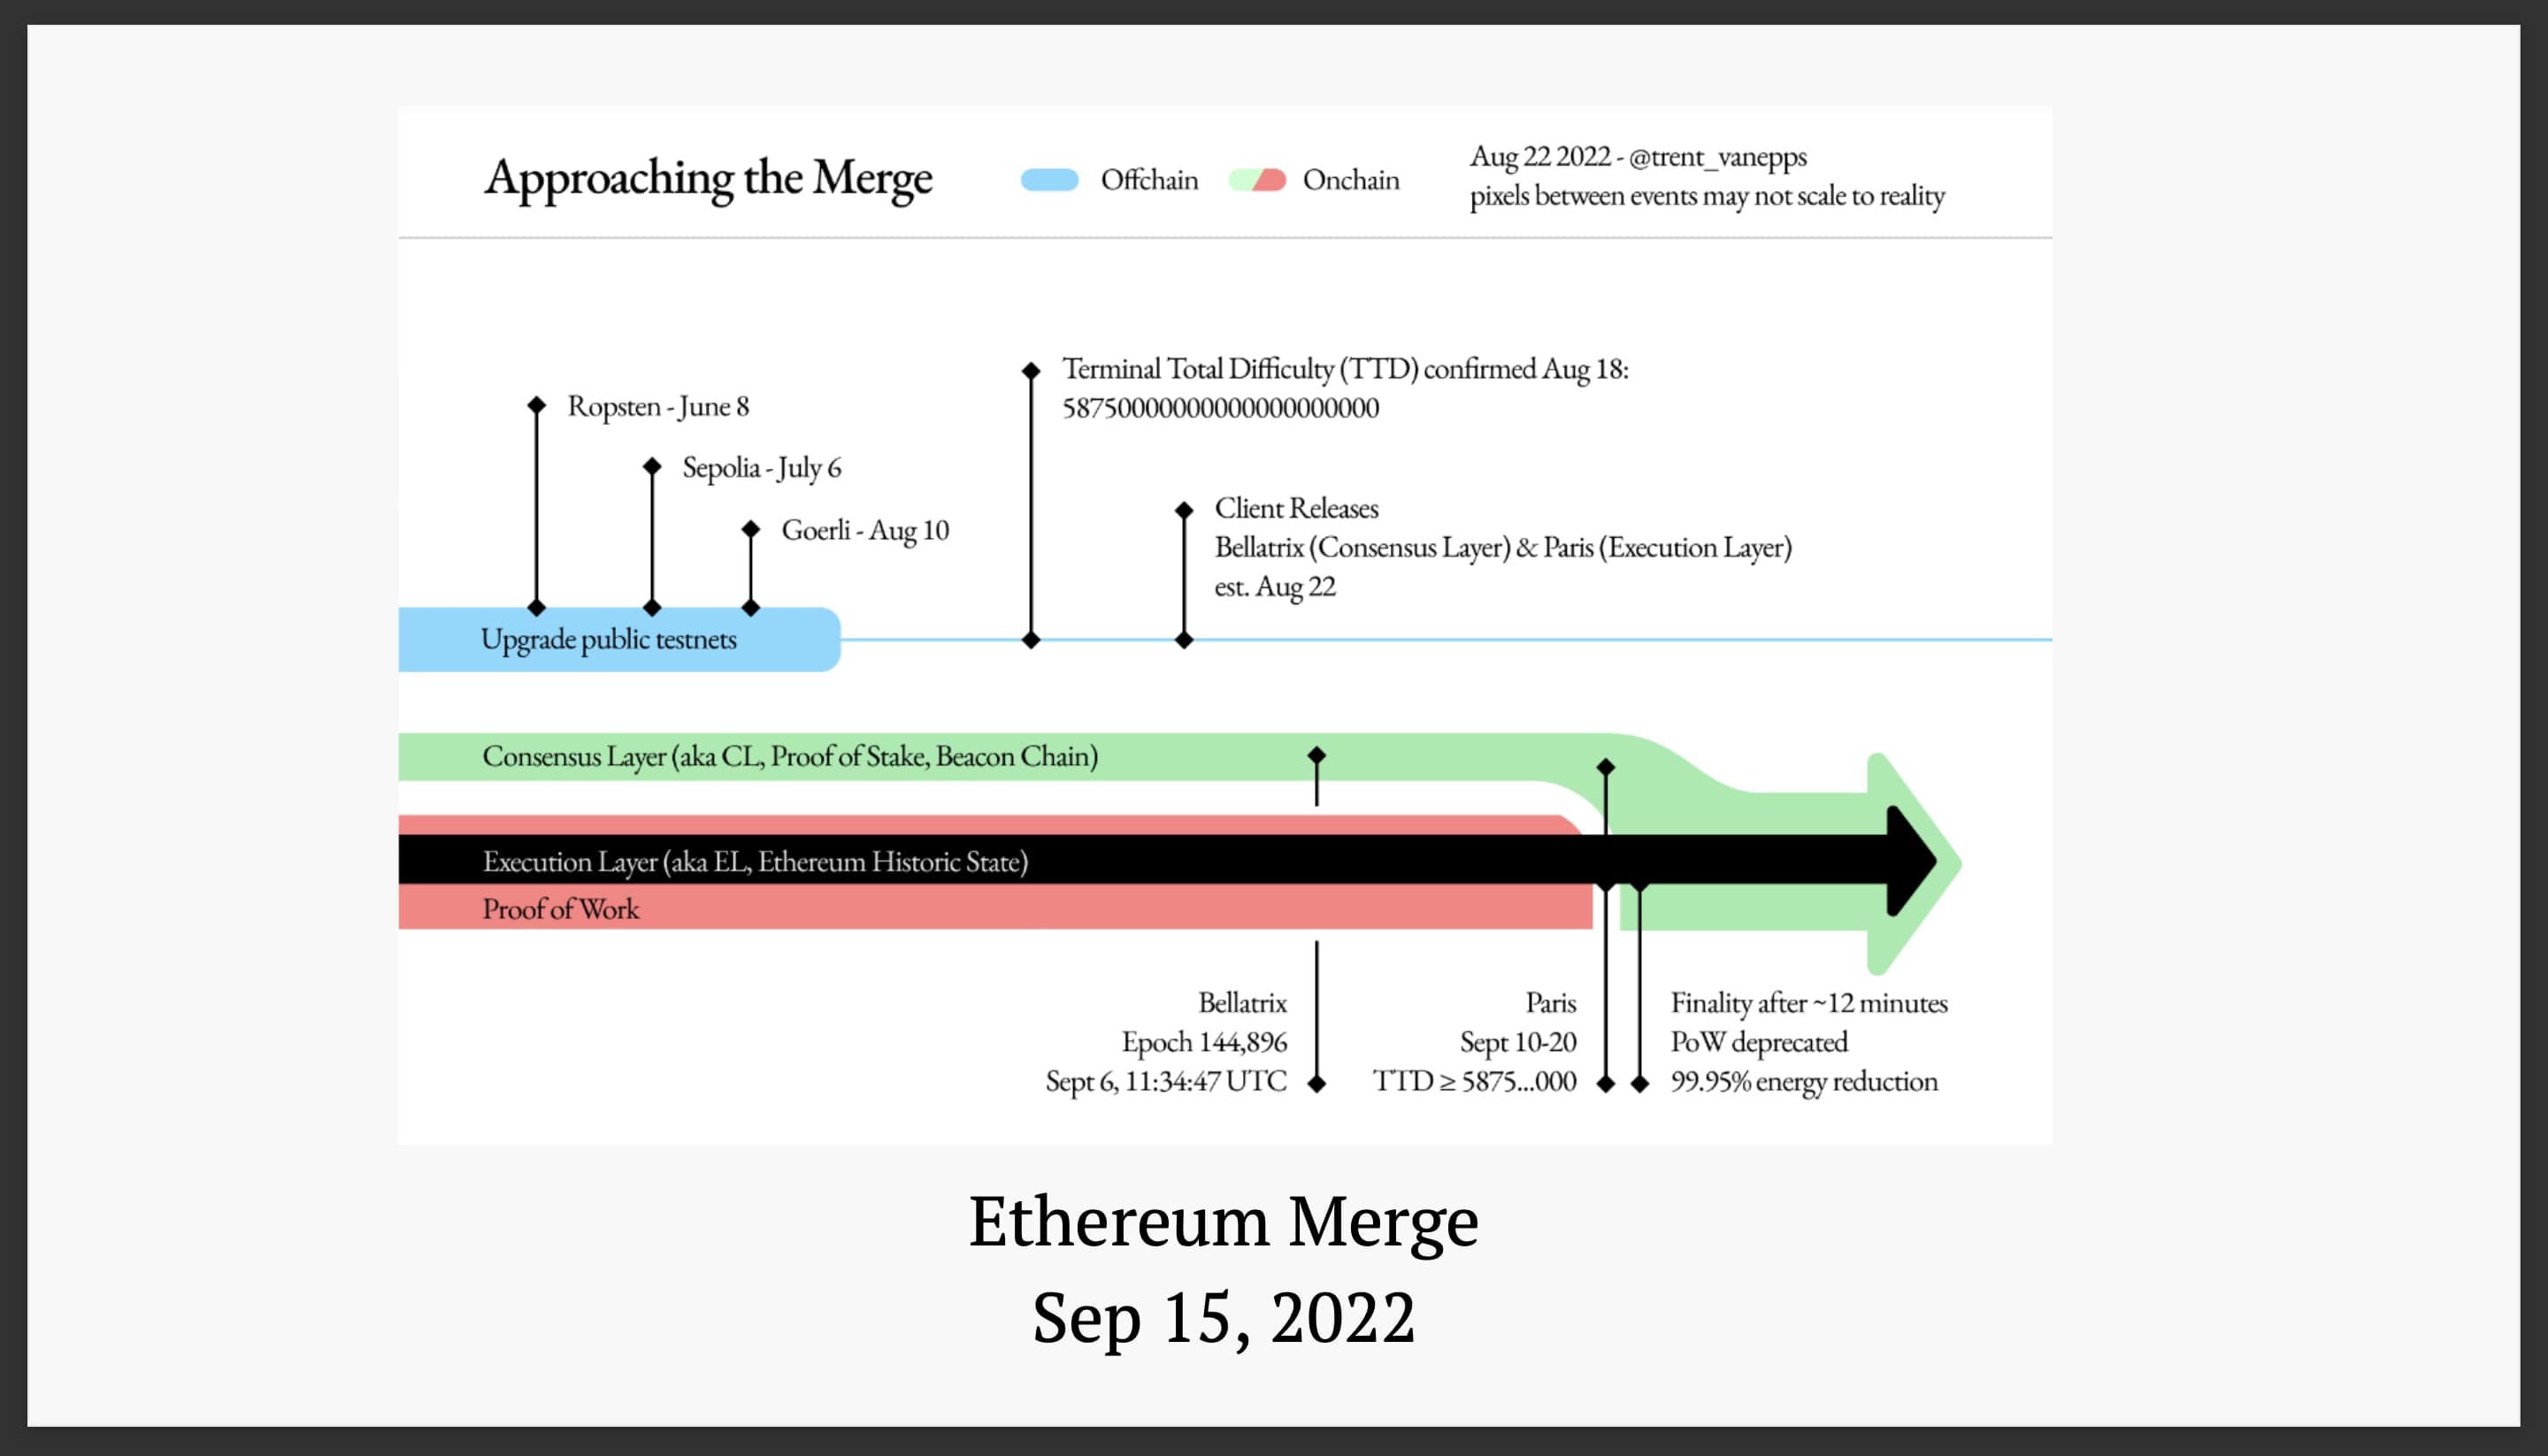 Approaching the Merge
Offchain
Onchain
Aug 22 2022 - @trent_vanepps
pixels between events may not scale to reality
Terminal Total Difficulty (TTD) confirmed Aug 18:
58750000000000000000000
Ropsten - June 8
Sepolia - July 6
Goerli - Aug 10
Client Releases
Bellatrix (Consensus Layer) & Paris (Execution Layer)
est. Aug 22
Upgrade public testnets
Consensus Layer (aka CL, Proof of Stake, Beacon Chain)
Execution Layer (aka EL, Ethereum Historic State)
Proof of Work
Bellatrix
Epoch 144,896
Sept 6, 11:34:47 UTC
Paris
Sept 10-20
TTD ≥ 5875...000
Finality after ~12 minutes
PoW deprecated
99.95% energy reduction
Ethereum Merge
Sep 15, 2022